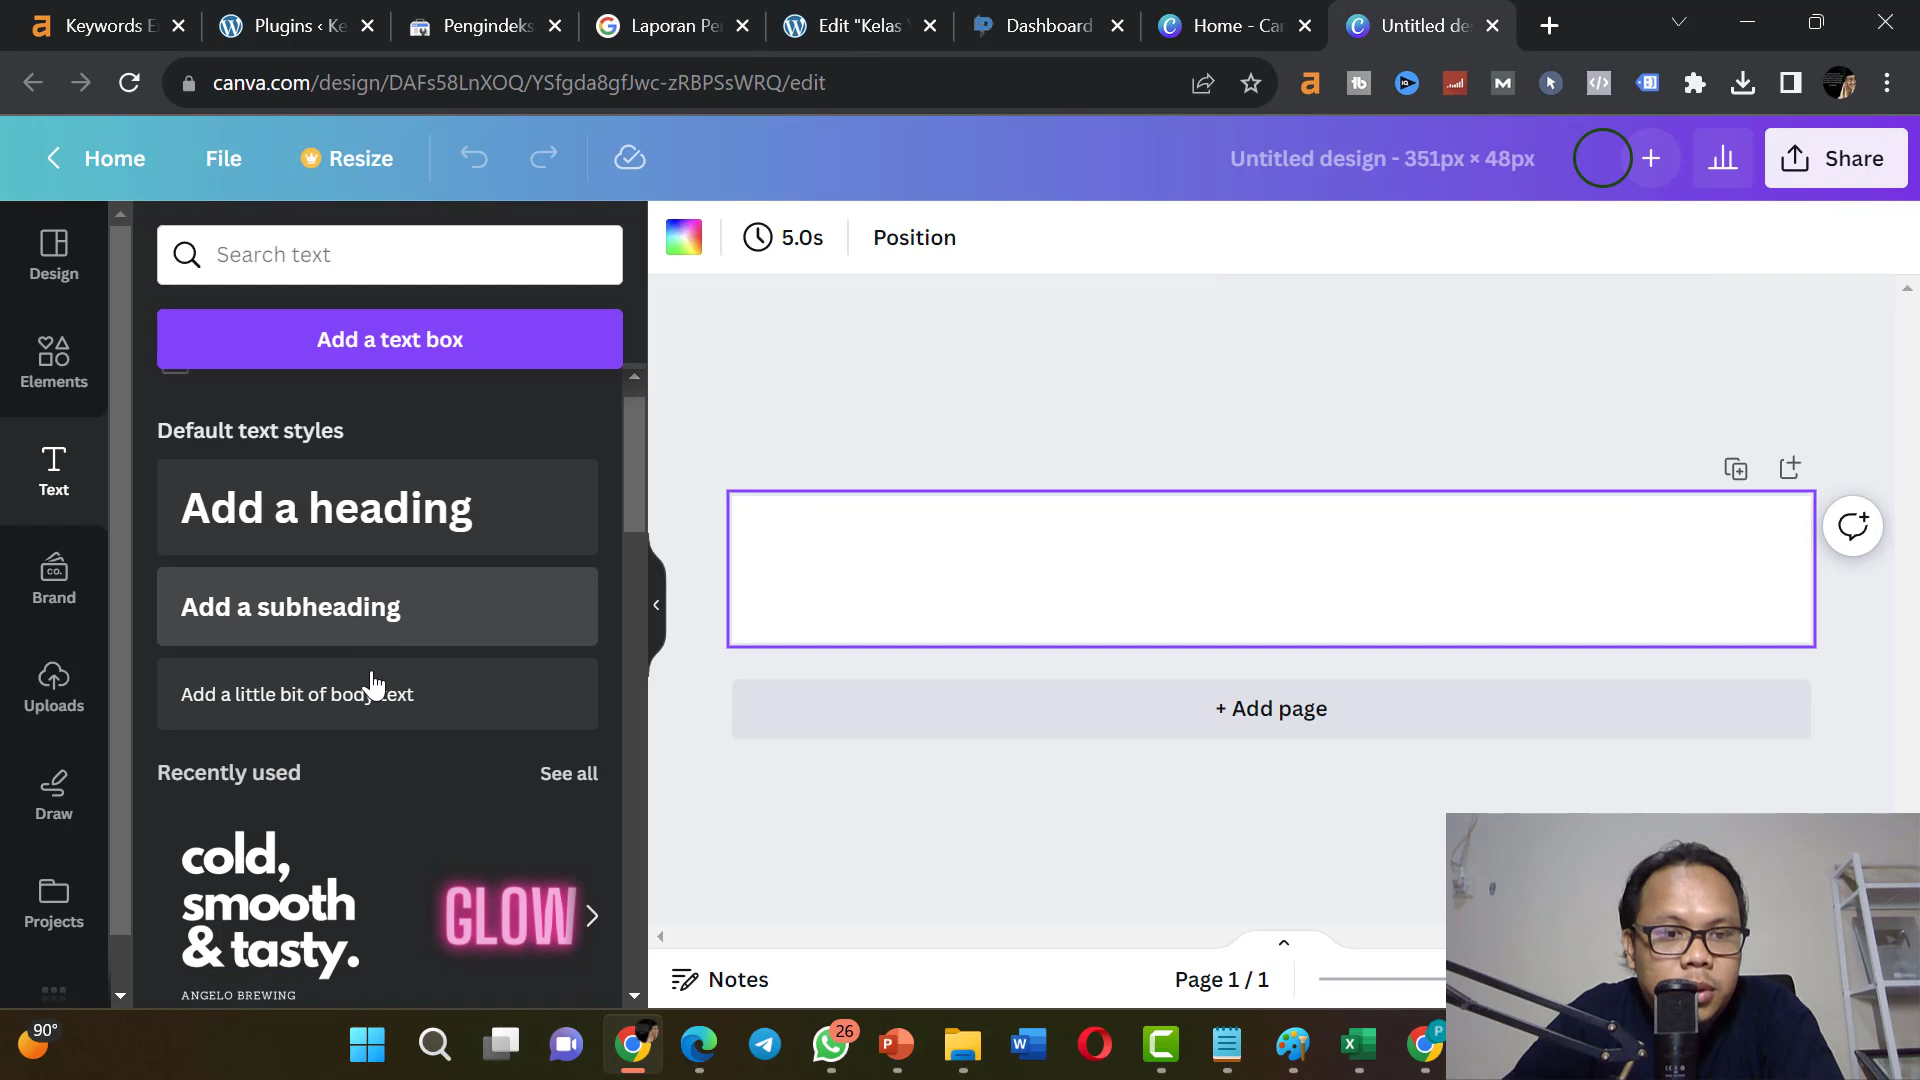 Keywords E
Plugins ‹ Ke
Pengindeks
Laporan Pe
Edit "Kelas
Dashboard
Home - Ca
Untitled de
canva.com/design/DAFs58LnXOQ/YSfgda8gfJwc-zRBPSsWRQ/edit
Home
File
Resize
Untitled design - 351px × 48px
Share
Design
Elements
Text
Brand
Uploads
Draw
Projects
Search text
Add a text box
Default text styles
Add a heading
Add a subheading
Add a little bit of body text
Recently used
See all
cold,
smooth
& tasty.
ANGELO BREWING
GLOW
5.0s
Position
+ Add page
Notes
Page 1 / 1
90°
26